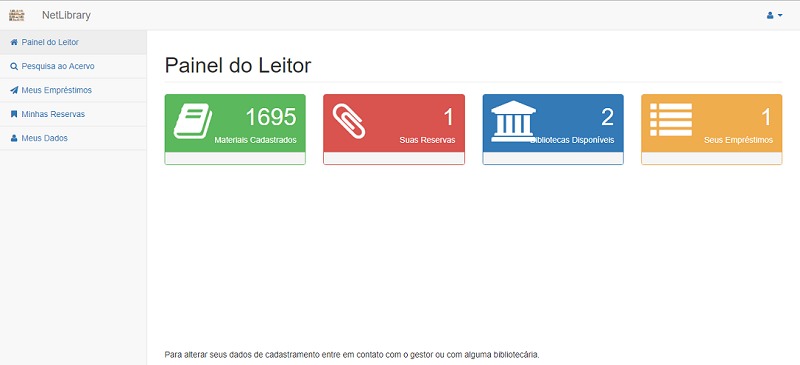 NetLibrary
Painel do Leitor
Pesquisa ao Acervo
Meus Empréstimos
Minhas Reservas
Meus Dados
Painel do Leitor
1695
Materiais Cadastrados
1
Suas Reservas
2
Bibliotecas Disponíveis
1
Seus Empréstimos
Para alterar seus dados de cadastramento entre em contato com o gestor ou com alguma bibliotecária.